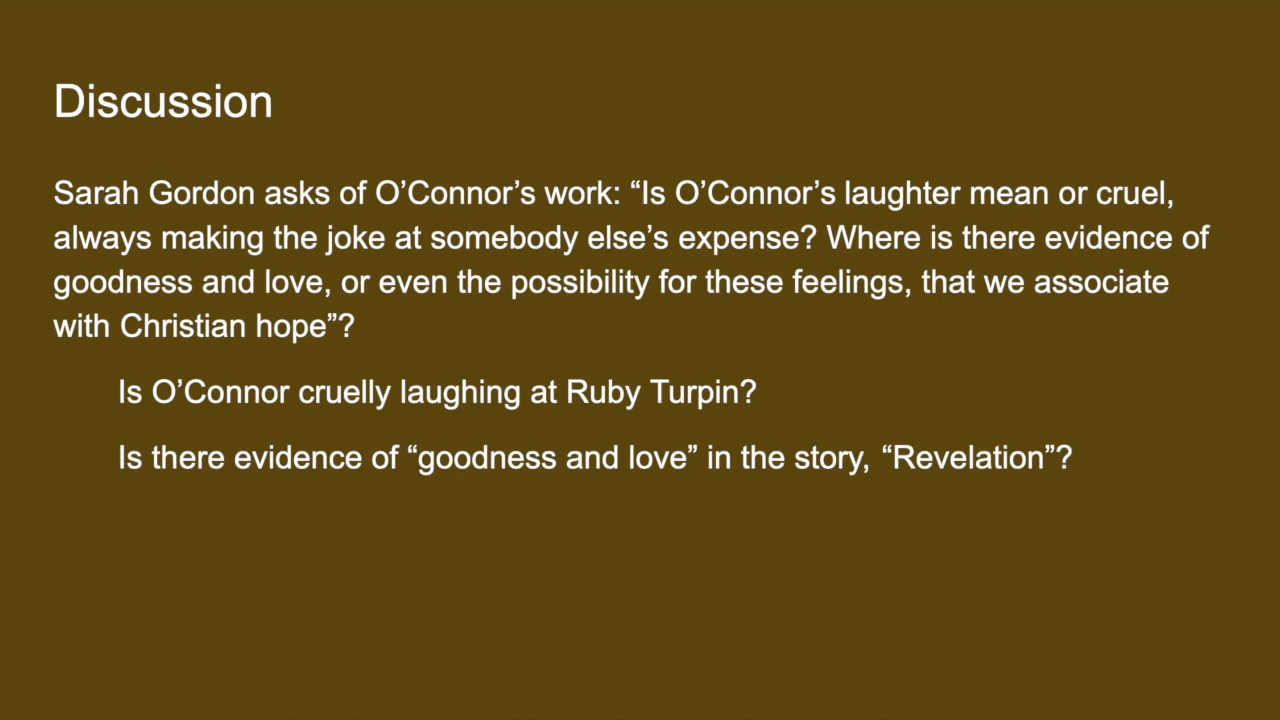 Discussion
Sarah Gordon asks of O’Connor’s work: “Is O’Connor’s laughter mean or cruel,
always making the joke at somebody else’s expense? Where is there evidence of
goodness and love, or even the possibility for these feelings, that we associate
with Christian hope”?
Is O’Connor cruelly laughing at Ruby Turpin?
Is there evidence of “goodness and love” in the story, “Revelation”?